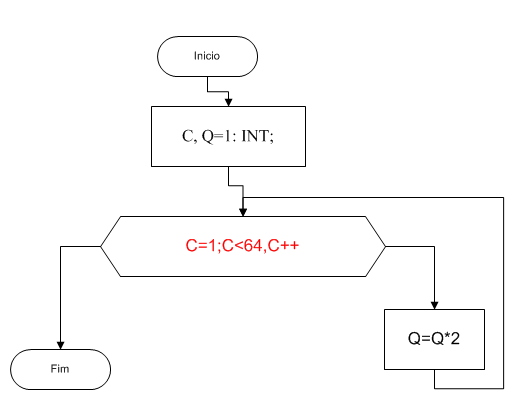 Inicio
C, Q=1: INT;
C=1;C<64,C++
Q=Q*2
Fim